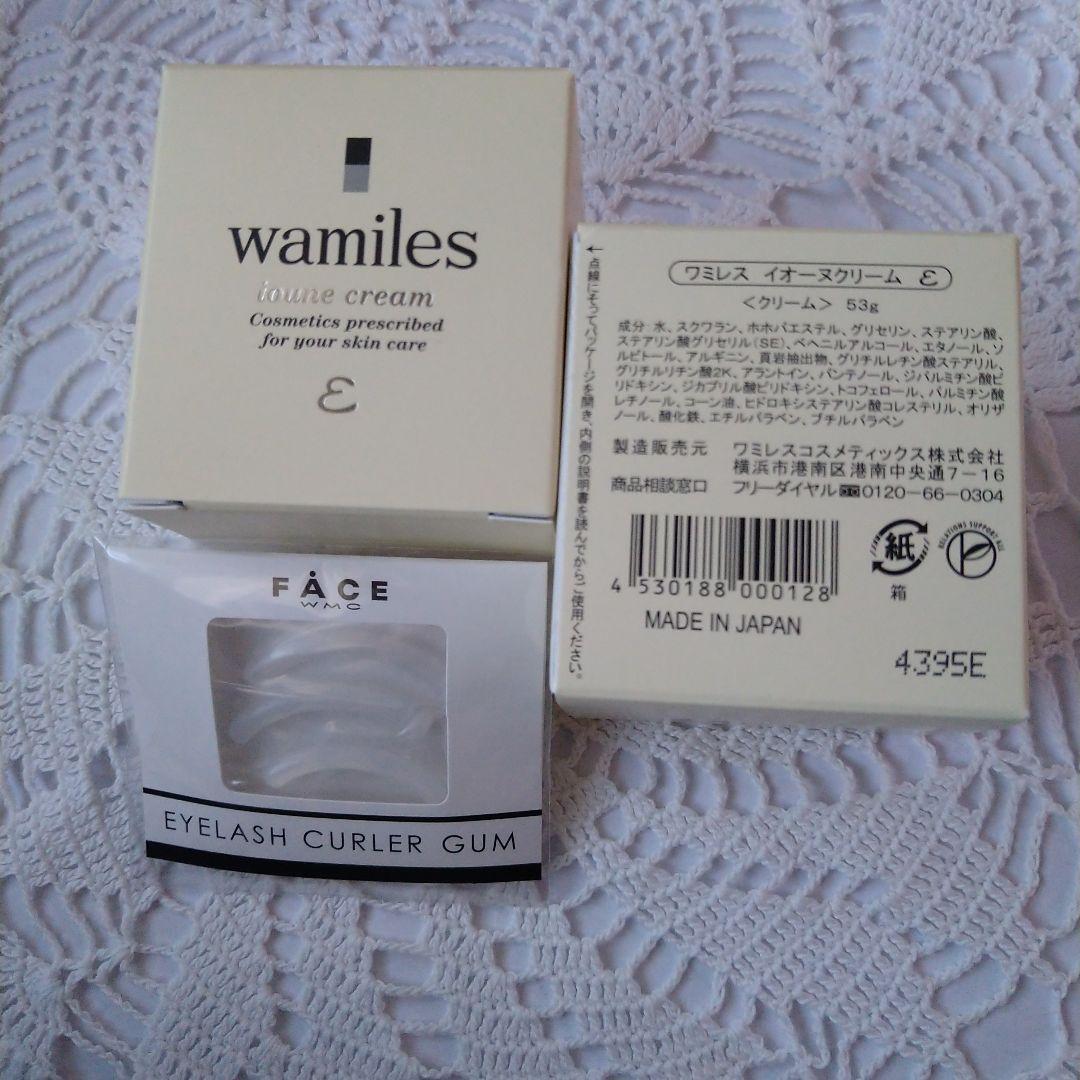 wamiles
ioune cream
Cosmetics prescribed
for your skin care
ε
FACE
WMC
EYELASH CURLER GUM
←点線にそってパッケージを開き、内側の説明書を読んでからご使用ください。
ワミレス イオーヌクリーム ε
<クリーム> 53g
成分:水、スクワラン、ホホバエステル、グリセリン、ステアリン酸、
ステアリン酸グリセリル(SE)、ベヘニルアルコール、エタノール、ソ
ルビトール、アルギニン、頁岩抽出物、グリチルレチン酸ステアリル、
グリチルリチン酸2K、アラントイン、パンテノール、ジパルミチン酸ピ
リドキシン、ジカプリル酸ピリドキシン、トコフェロール、パルミチン酸
レチノール、コーン油、ヒドロキシステアリン酸コレステリル、オリザ
ノール、酸化鉄、エチルパラベン、ブチルパラベン
製造販売元 ワミレスコスメティックス株式会社
横浜市港南区港南中央通7-16
商品相談窓口 フリーダイヤル 0120-66-0304
4 530188 000128
紙
箱
RELATIONS SUPPORT
MADE IN JAPAN
4395E